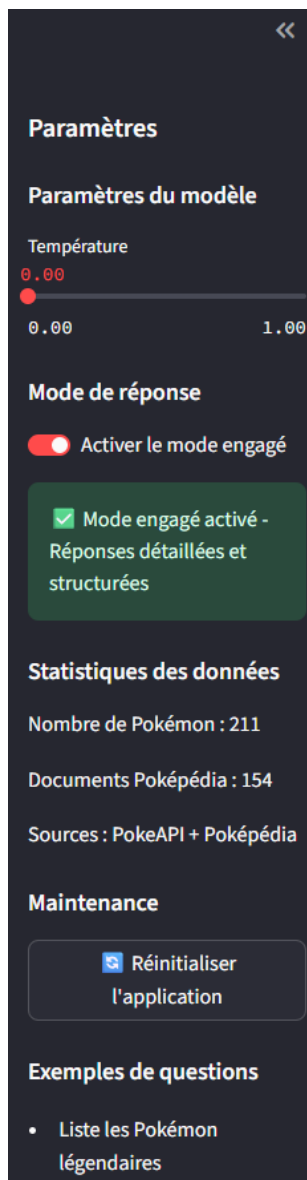 Paramètres
Paramètres du modèle
Température
0.00
0.00 1.00
Mode de réponse
Activer le mode engagé
✅ Mode engagé activé -
Réponses détaillées et
structurées
Statistiques des données
Nombre de Pokémon : 211
Documents Poképédia : 154
Sources : PokeAPI + Poképédia
Maintenance
🔄 Réinitialiser
l'application
Exemples de questions
• Liste les Pokémon
légendaires